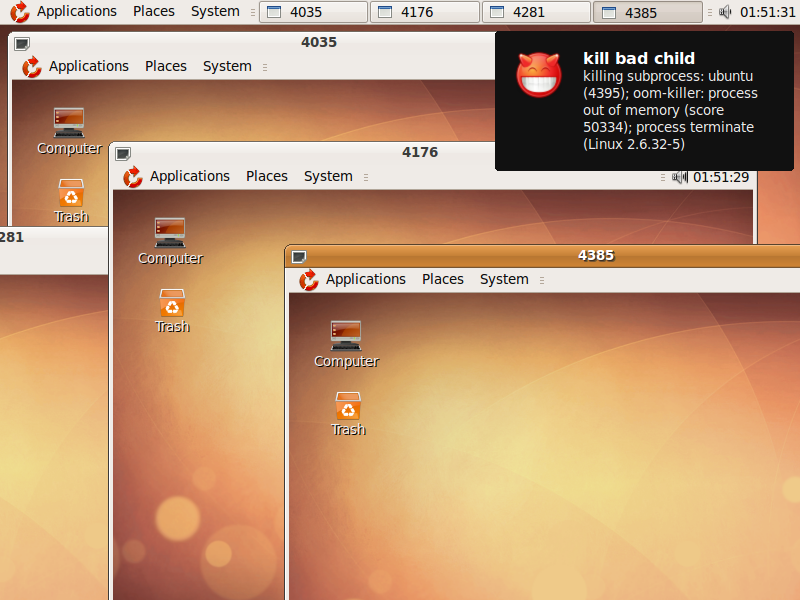 Applications Places System 4035 4176 4281 4385 01:51:31
4035
Applications Places System
Computer
Trash
kill bad child
killing subprocess: ubuntu
(4395); oom-killer: process
out of memory (score
50334); process terminate
(Linux 2.6.32-5)
4176
Applications Places System 01:51:29
Computer
Trash
281
4385
Applications Places System
Computer
Trash